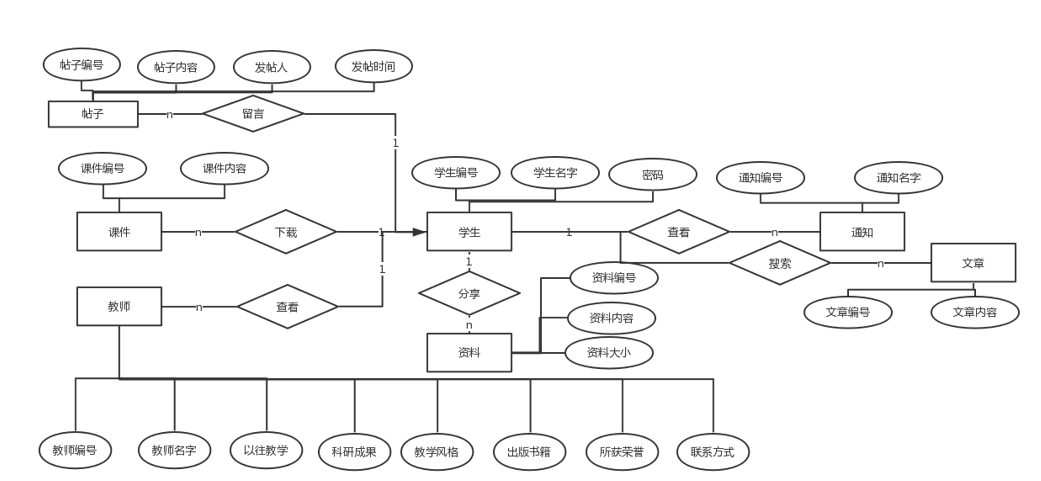 帖子编号
帖子内容
发帖人
发帖时间
帖子
n
留言
1
课件编号
课件内容
学生编号
学生名字
密码
通知编号
通知名字
课件
n
下载
1
学生
1
查看
n
通知
1
1
搜索
n
文章
教师
n
查看
分享
资料编号
文章编号
文章内容
n
资料内容
资料
资料大小
教师编号
教师名字
以往教学
科研成果
教学风格
出版书籍
所获荣誉
联系方式